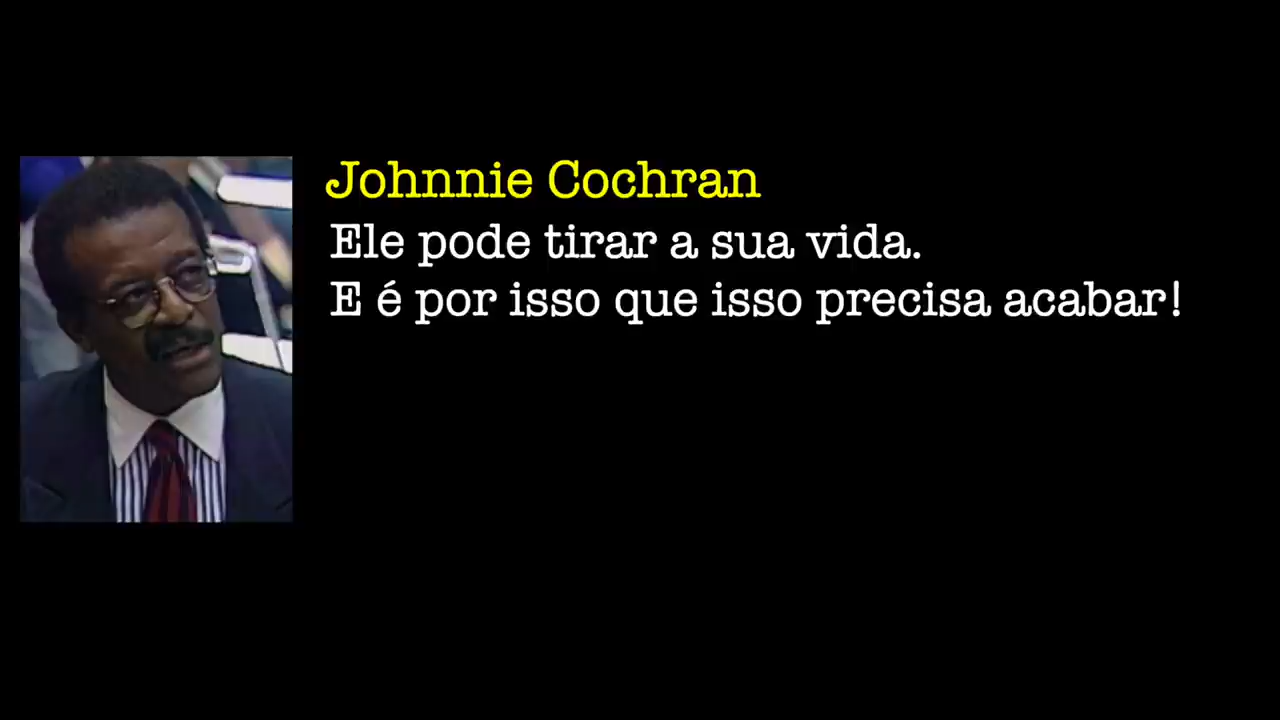 Johnnie Cochran
Ele pode tirar a sua vida.
E é por isso que isso precisa acabar!